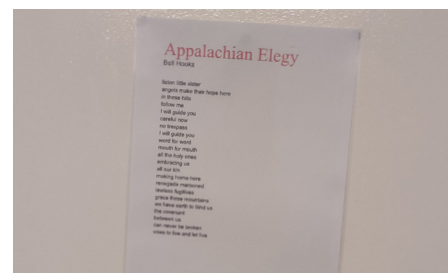 Appalachian Elegy
Bell Hooks
listen little sister
angels make their hope here
in these hills
follow me
I will guide you
careful now
no trespass
I will guide you
word for word
mouth for mouth
all the holy ones
embracing us
all our kin
making home here
renegade marooned
lawless fugitives
grace these mountains
we have earth to bind us
the covenant
between us
can never be broken
vows to live and let live